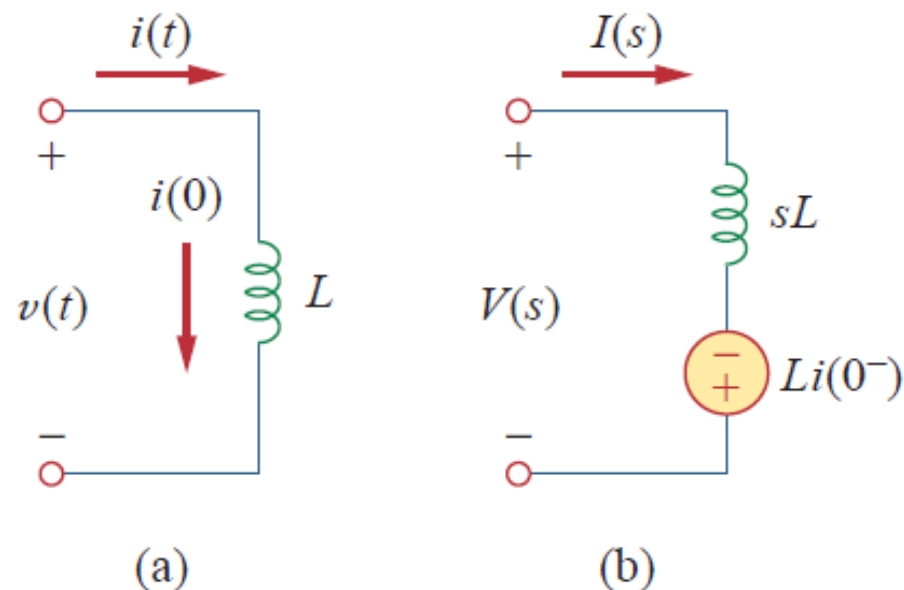 i(t) I(s)
+ +
i(0)
sL
v(t) L V(s)
−
+ Li(0⁻)
− −
(a) (b)